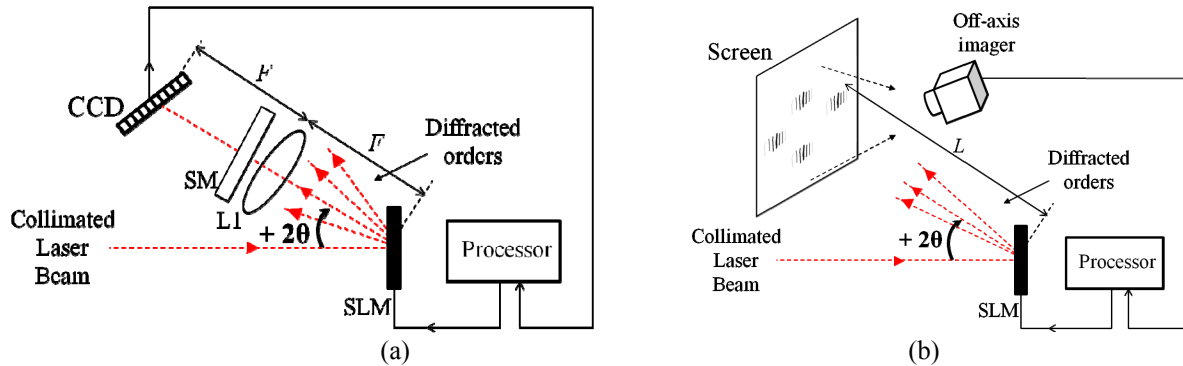 CCD
F
F
SM
L1
Diffracted
orders
Collimated
Laser
Beam
+ 2θ
Processor
SLM
(a)
Screen
Off-axis
imager
L
Diffracted
orders
Collimated
Laser
Beam
+ 2θ
Processor
SLM
(b)